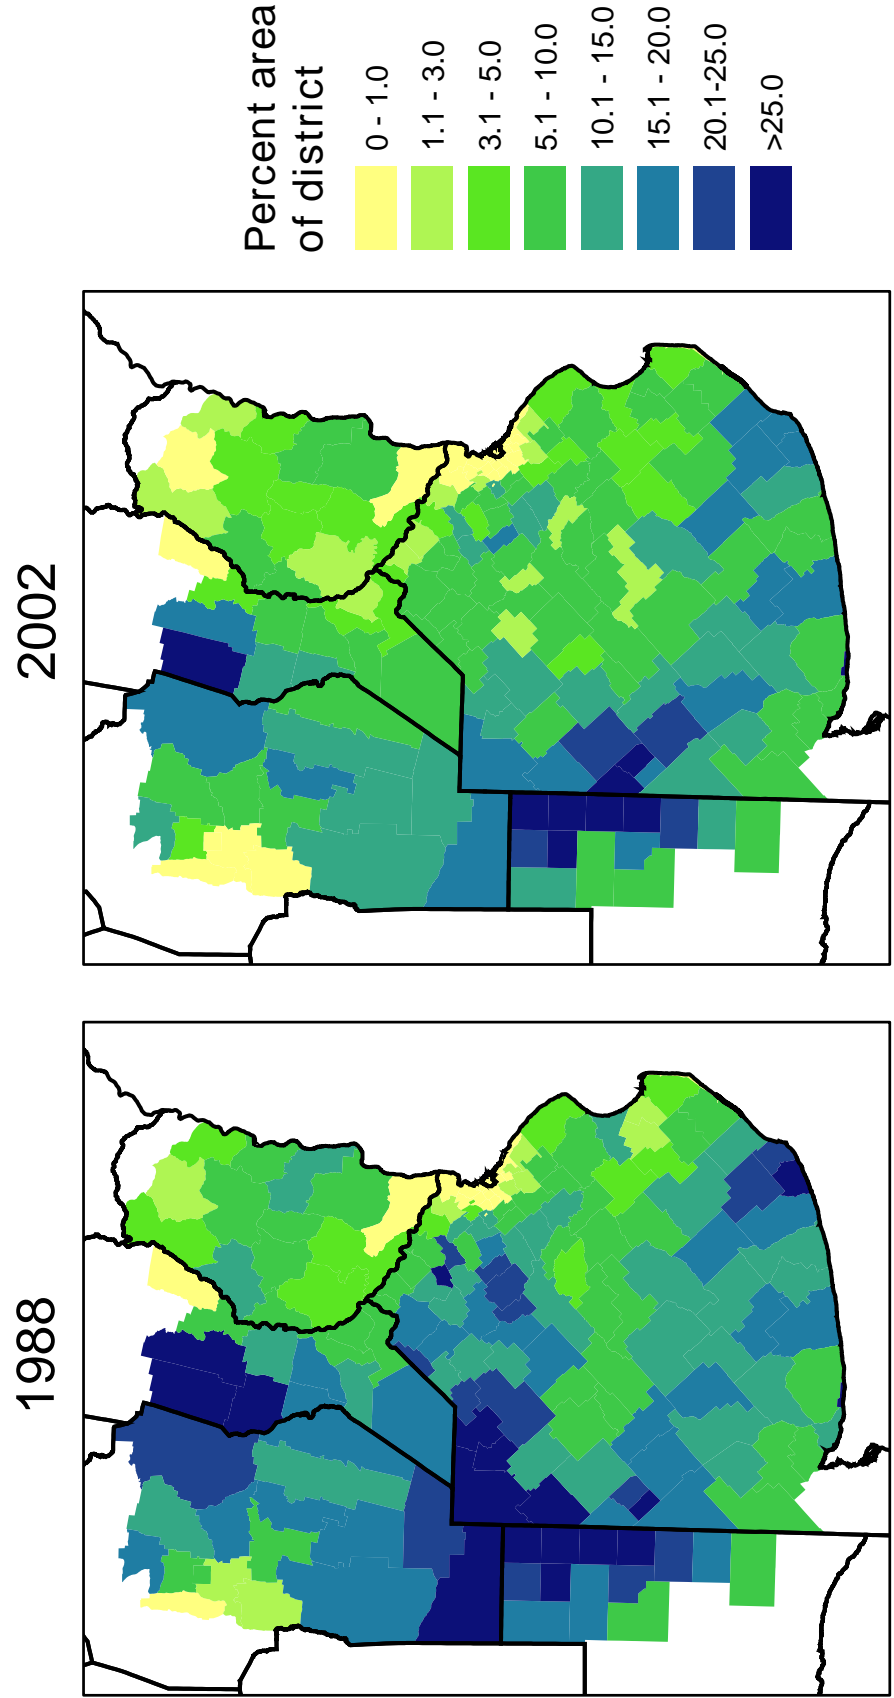 1988
2002
Percent area
of district
0 - 1.0
1.1 - 3.0
3.1 - 5.0
5.1 - 10.0
10.1 - 15.0
15.1 - 20.0
20.1-25.0
>25.0